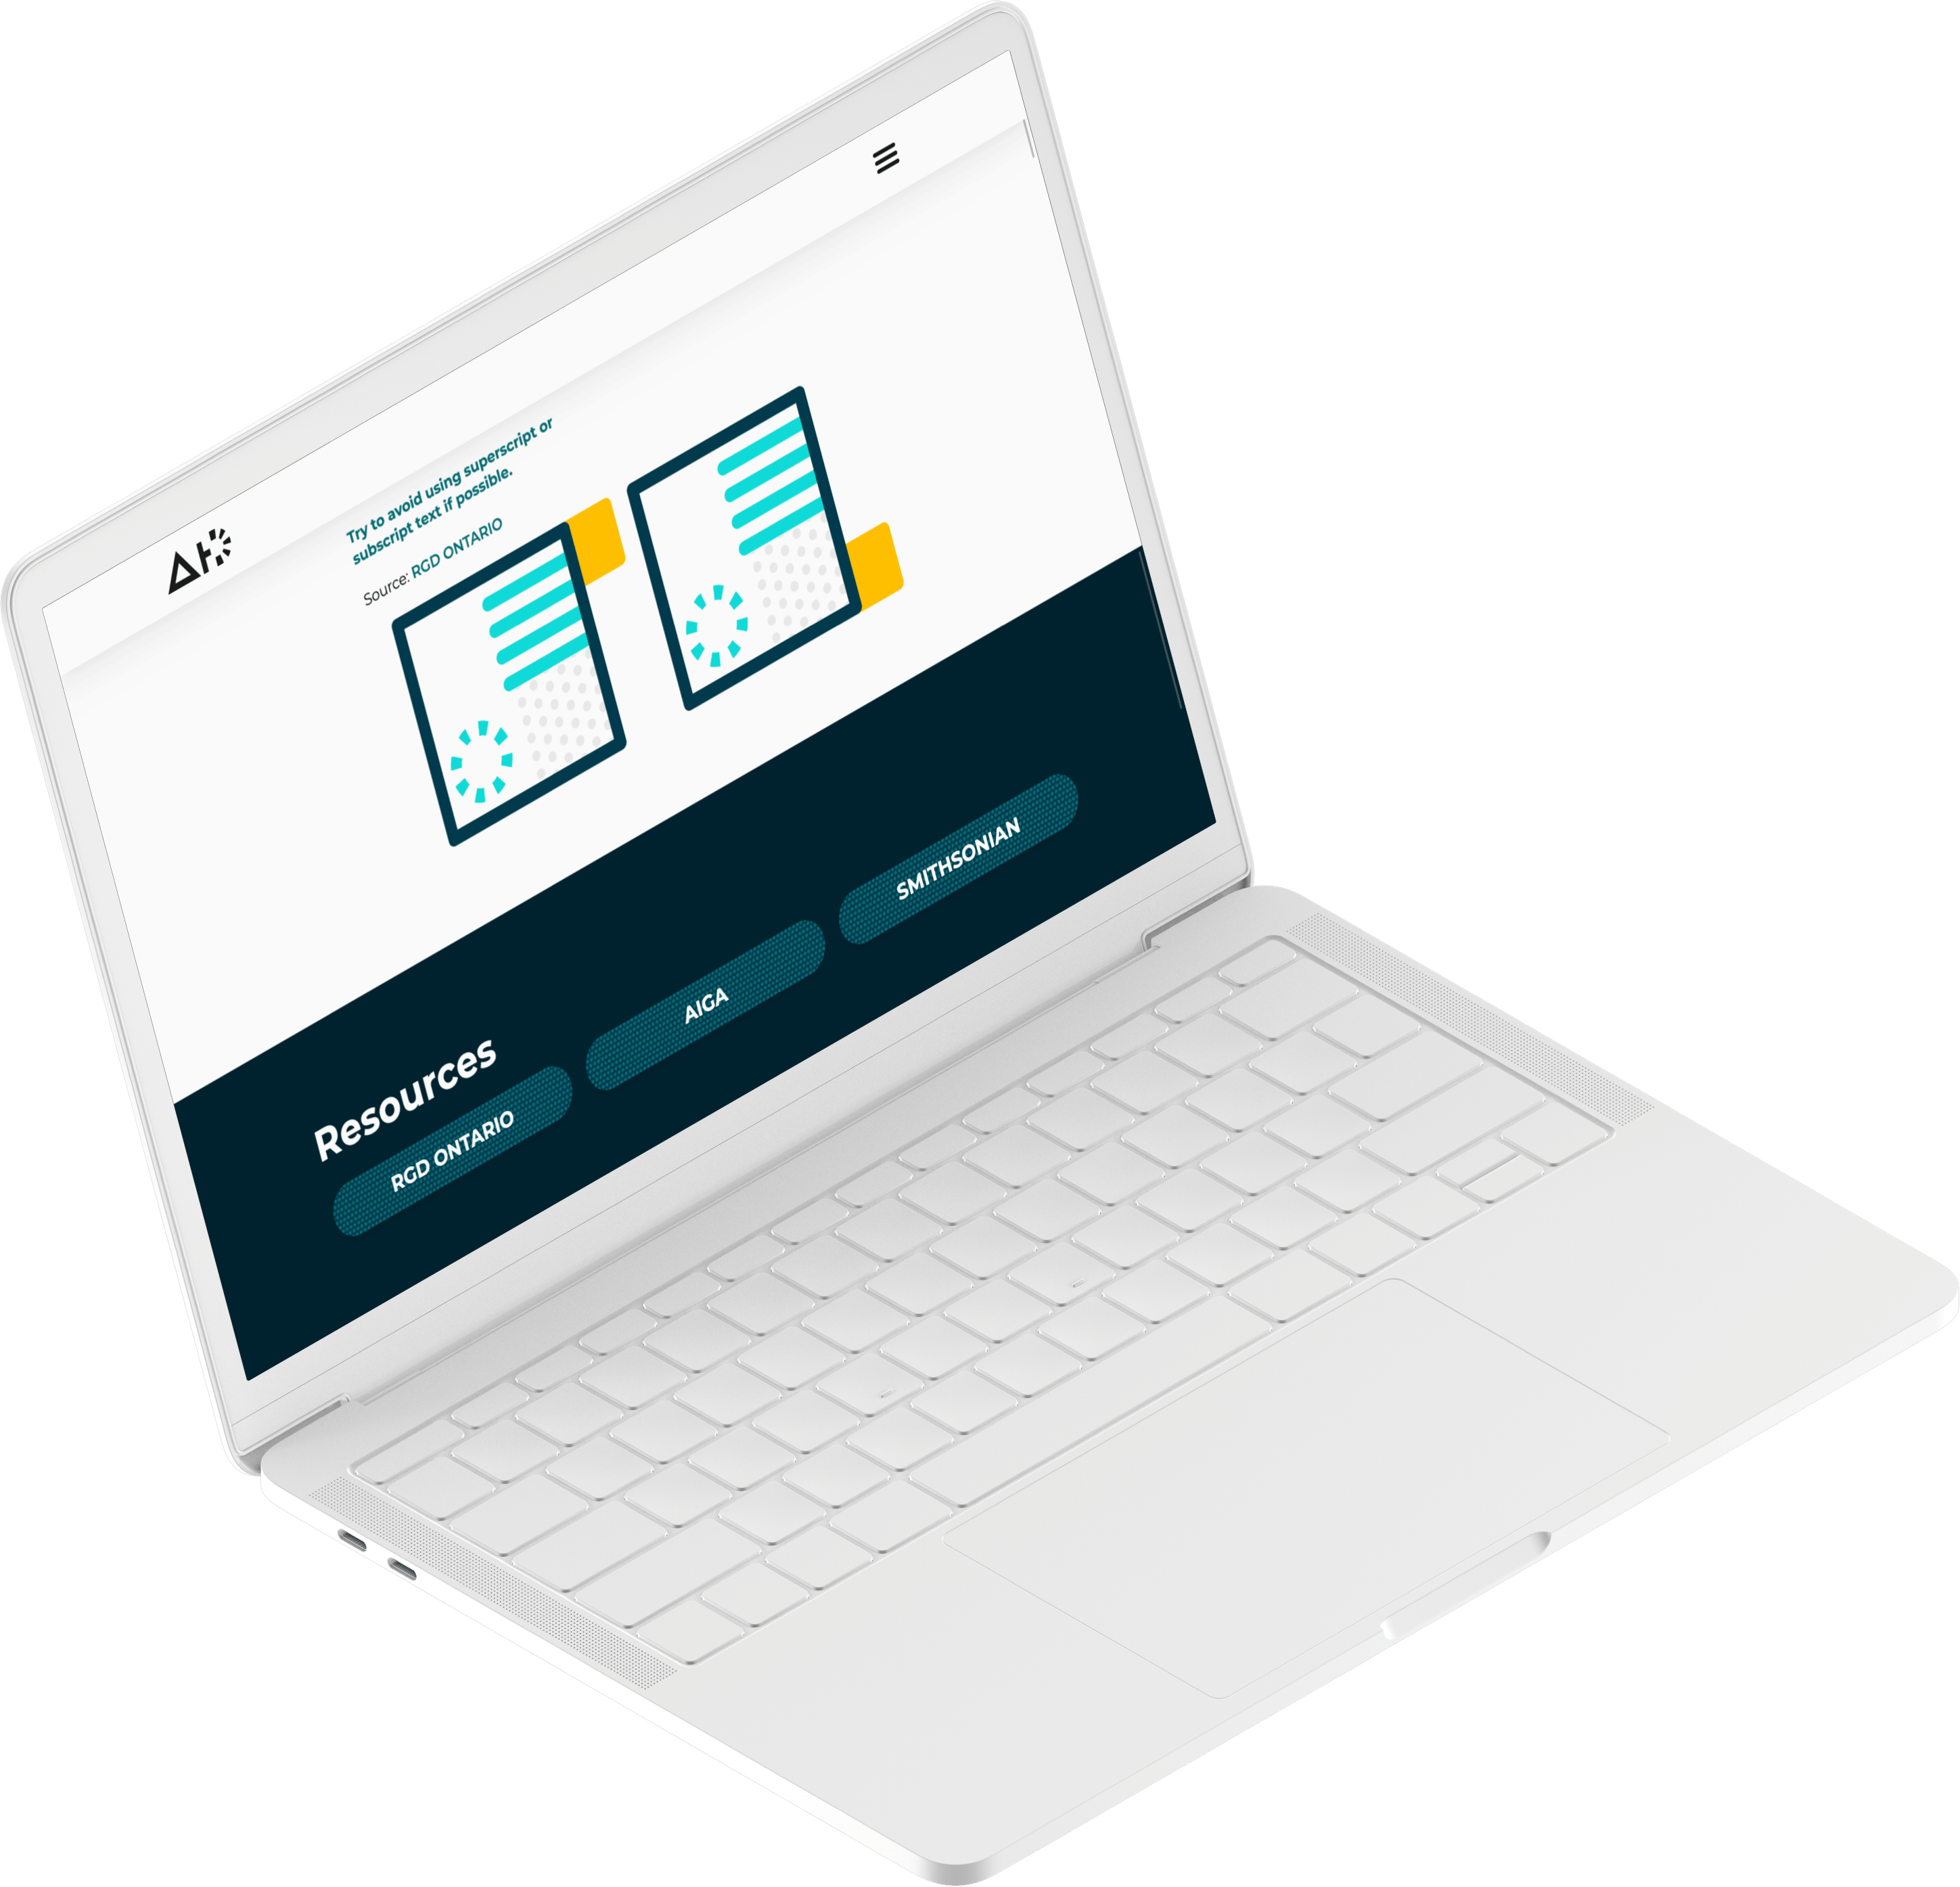 Try to avoid using superscript or
subscript text if possible.
Source: RGD ONTARIO
Resources
RGD ONTARIO
AIGA
SMITHSONIAN